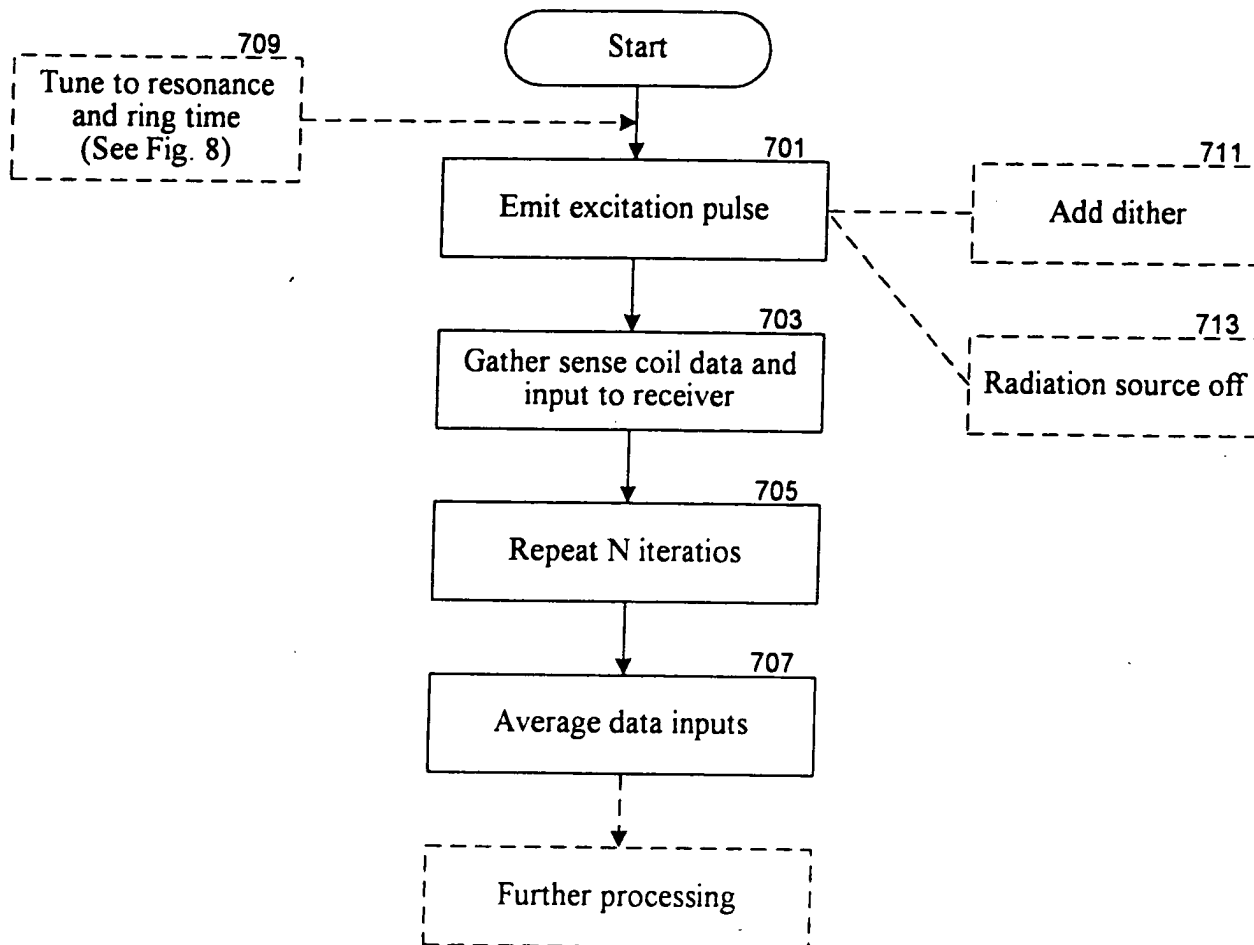 Start
709
Tune to resonance
and ring time
(See Fig. 8)
701
Emit excitation pulse
711
Add dither
703
Gather sense coil data and
input to receiver
713
Radiation source off
705
Repeat N iteratios
707
Average data inputs
Further processing